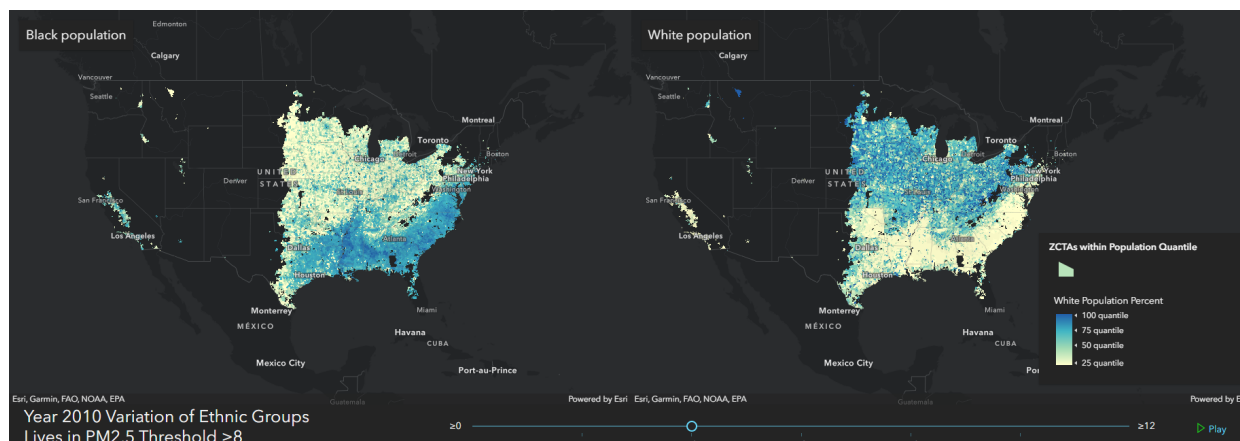 Black population
Edmonton
Calgary
Vancouver
Seattle
Montreal
Toronto
Detroit
Boston
Chicago
New York
Philadelphia
UNITED
STATES
Denver
Washington
San Francisco
Los Angeles
Atlanta
Dallas
Houston
Monterrey
Miami
MÉXICO
Havana
CUBA
Mexico City
Port-au-Prince
Guatemala
Esri, Garmin, FAO, NOAA, EPA
Powered by Esri
White population
Calgary
Vancouver
Seattle
Montreal
Toronto
Detroit
Boston
Chicago
New York
Philadelphia
UNITED
STATES
Denver
Washington
San Francisco
Los Angeles
Atlanta
Dallas
Houston
Monterrey
Miami
MÉXICO
Havana
CUBA
Mexico City
Por
Guatemala
Esri, Garmin, FAO, NOAA, EPA
Powered by E
ZCTAs within Population Quantile
White Population Percent
100 quantile
75 quantile
50 quantile
25 quantile
Year 2010 Variation of Ethnic Groups
Lives in PM2.5 Threshold ≥8
≥0
≥12
Play